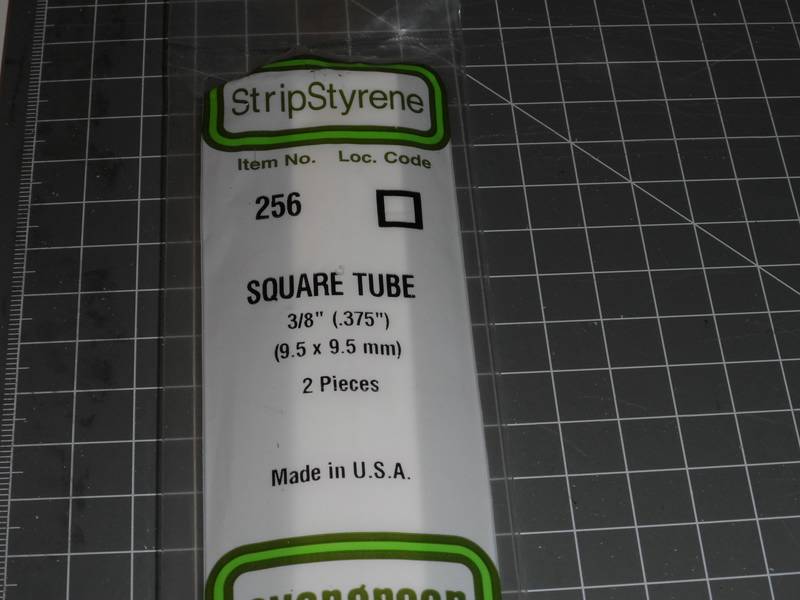 StripStyrene
Item No. Loc. Code
256
SQUARE TUBE
3/8" (.375")
(9.5 x 9.5 mm)
2 Pieces
Made in U.S.A.
evergreen